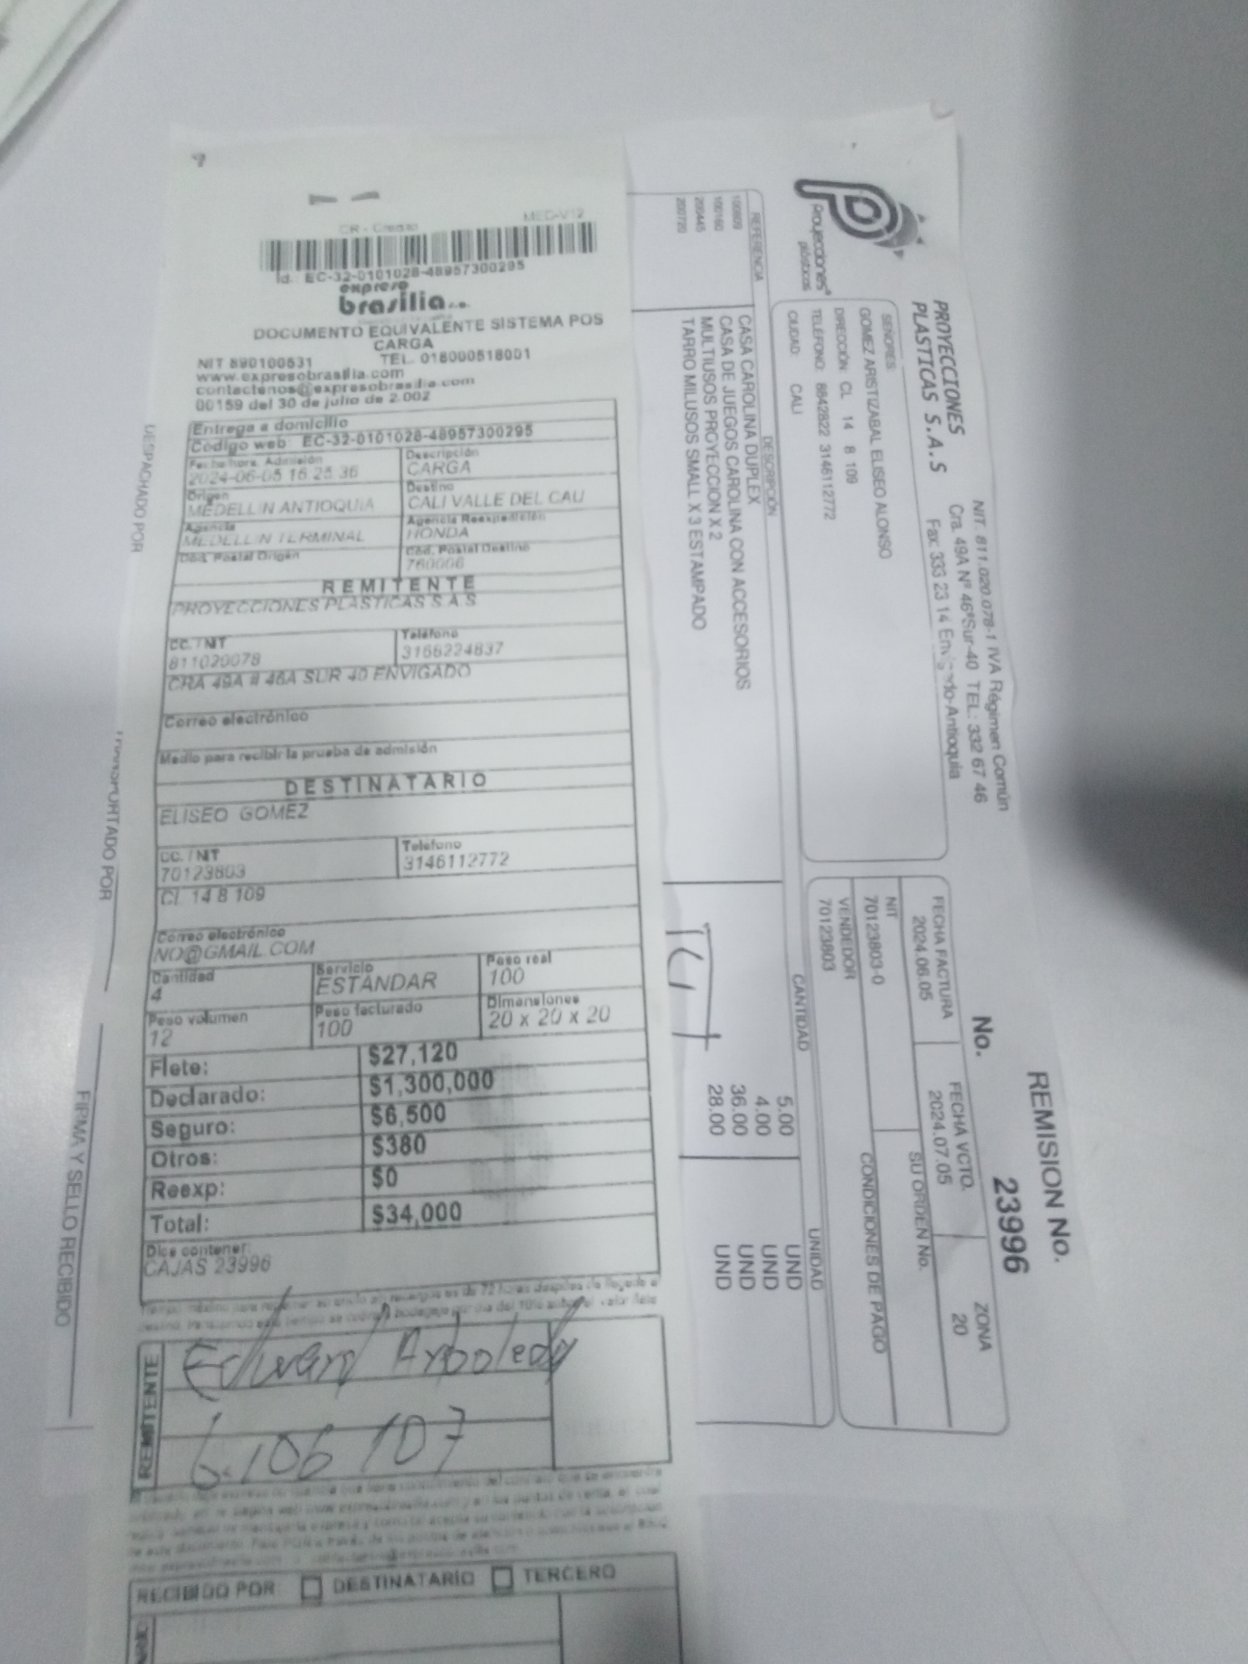 CR - Credito
MED-V12
Id.: EC-32-0101028-48957300295
expreso
brasilia s.a.
DOCUMENTO EQUIVALENTE SISTEMA POS
CARGA
NIT 890100531 TEL. 018000518001
www.expresobrasilia.com
contactenos@expresobrasilia.com
00159 del 30 de julio de 2.002
Entrega a domicilio
Código web: EC-32-0101028-48957300295
Fecha/hora. Admisión Descripción
2024-06-05 16:25:36 CARGA
Origen Destino
MEDELLIN ANTIOQUIA CALI VALLE DEL CAU
Agencia Agencia Reexpedición
MEDELLIN TERMINAL HONDA
Cód. Postal Origen Cód. Postal Destino
760006
REMITENTE
PROYECCIONES PLASTICAS S A S
CC. / NIT Teléfono
811020078 3166224837
CRA 49A # 46A SUR 40 ENVIGADO
Correo electrónico
Medio para recibir la prueba de admisión
DESTINATARIO
ELISEO GOMEZ
CC. / NIT Teléfono
70123803 3146112772
CL 14 8 109
Correo electrónico
NO@GMAIL.COM
Cantidad Servicio Peso real
4 ESTÁNDAR 100
Peso volumen Peso facturado Dimensiones
12 100 20 x 20 x 20
Flete: $27,120
Declarado: $1,300,000
Seguro: $6,500
Otros: $380
Reexp: $0
Total: $34,000
Dice contener:
CAJAS 23996
REMITENTE
Edward Arboleda
6.106 107
RECIBIDO POR DESTINATARIO TERCERO
Proyecciones®
plásticas
PROYECCIONES
PLASTICAS S.A.S
NIT. 811.020.078-1 IVA Régimen Común
Cra. 49A Nº 46ªSur-40 TEL: 332 67 46
Fax: 333 23 14 Envigado-Antioquia
REMISION No.
No. 23996
SEÑORES:
GOMEZ ARISTIZABAL ELISEO ALONSO
DIRECCIÓN: CL 14 8 109
TELÉFONO: 8842822 3146112772
CIUDAD: CALI
FECHA FACTURA FECHA VCTO. ZONA
2024.06.05 2024.07.05 20
NIT SU ORDEN No.
70123803-0
VENDEDOR CONDICIONES DE PAGO
70123803
REFERENCIA DESCRIPCIÓN CANTIDAD UNIDAD
100609 CASA CAROLINA DUPLEX 5.00 UND
100160 CASA DE JUEGOS CAROLINA CON ACCESORIOS 4.00 UND
200445 MULTIUSOS PROYECCION X 2 36.00 UND
200720 TARRO MILUSOS SMALL X 3 ESTAMPADO 28.00 UND
DESPACHADO POR
TRANSPORTADO POR:
FIRMA Y SELLO RECIBIDO